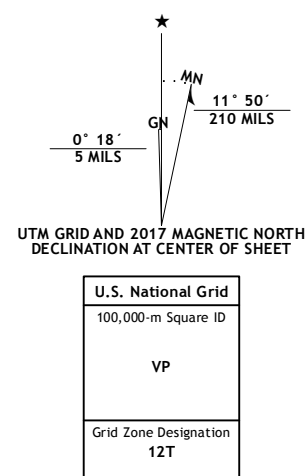 ★
MN
GN
11° 50´
210 MILS
0° 18´
5 MILS
UTM GRID AND 2017 MAGNETIC NORTH
DECLINATION AT CENTER OF SHEET
U.S. National Grid
100,000-m Square ID
VP
Grid Zone Designation
12T